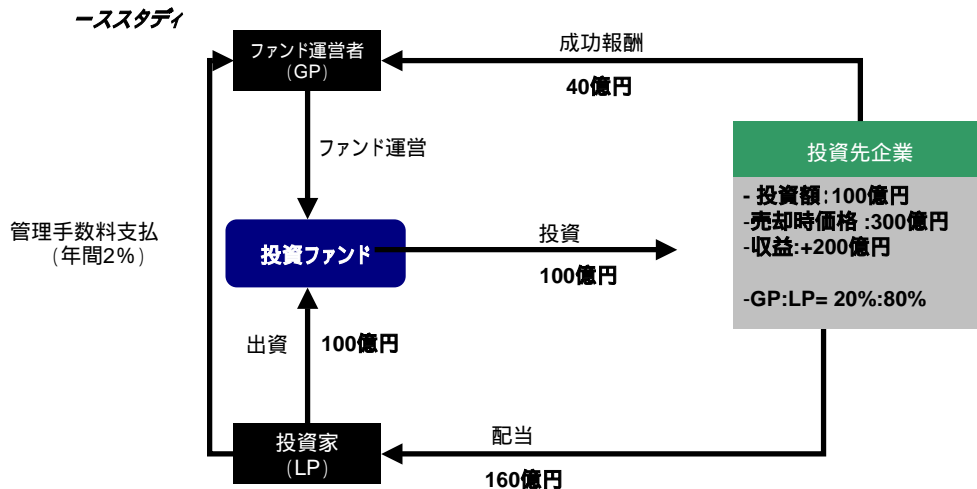 ーススタディ
ファンド運営者
(GP)
成功報酬
40億円
ファンド運営
投資先企業
- 投資額:100億円
-売却時価格 :300億円
-収益:+200億円
-GP:LP= 20%:80%
管理手数料支払
(年間2%)
投資ファンド
投資
100億円
出資
100億円
投資家
(LP)
配当
160億円